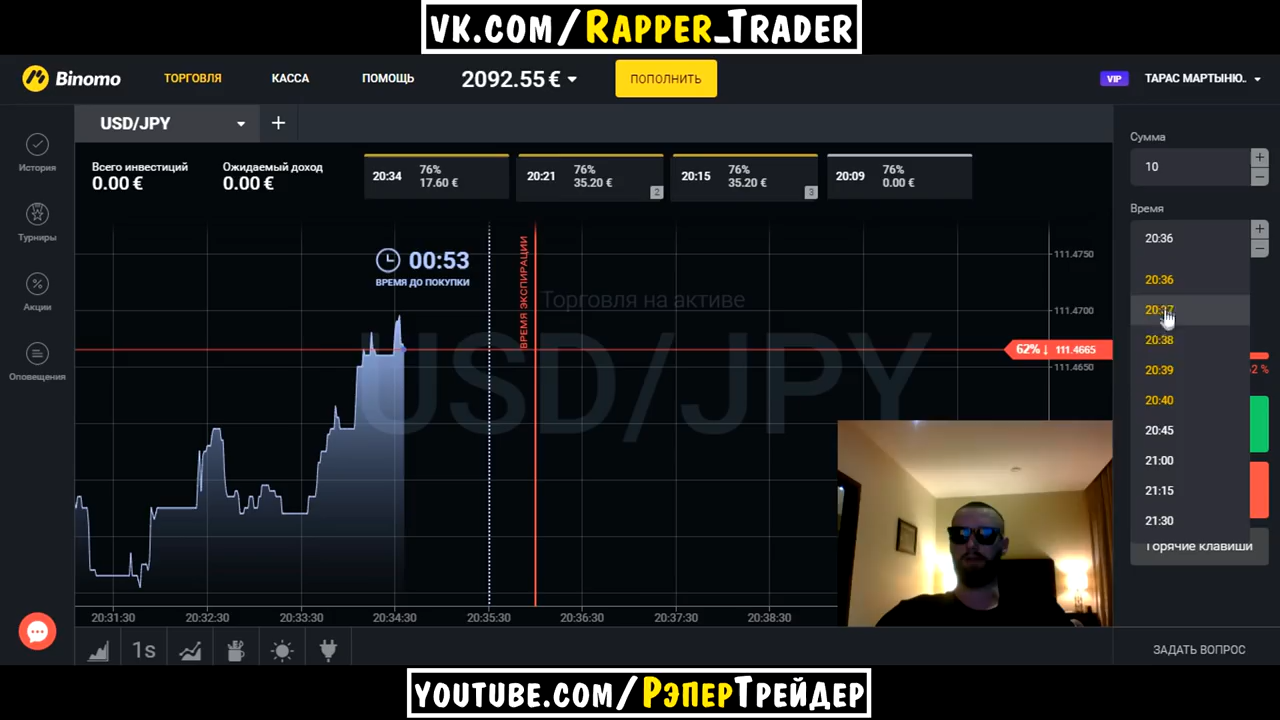 vk.com/Rapper_Trader
Binomo
ТОРГОВЛЯ
КАССА
ПОМОЩЬ
2092.55 €
ПОПОЛНИТЬ
VIP
ТАРАС МАРТЫНЮ..
USD/JPY
+
История
Турниры
Акции
Оповещения
Всего инвестиций
0.00 €
Ожидаемый доход
0.00 €
20:34
76%
17.60 €
20:21
76%
35.20 €
2
20:15
76%
35.20 €
3
20:09
76%
0.00 €
00:53
ВРЕМЯ ДО ПОКУПКИ
ВРЕМЯ ЭКСПИРАЦИИ
Торговля на активе
USD/JPY
111.4750
111.4700
62% ↓ 111.4665
111.4650
Сумма
10
+
−
Время
20:36
+
−
20:36
20:37
20:38
20:39
20:40
20:45
21:00
21:15
21:30
Горячие клавиши
20:31:30
20:32:30
20:33:30
20:34:30
20:35:30
20:36:30
20:37:30
20:38:30
1s
ЗАДАТЬ ВОПРОС
youtube.com/РэперТрейдер